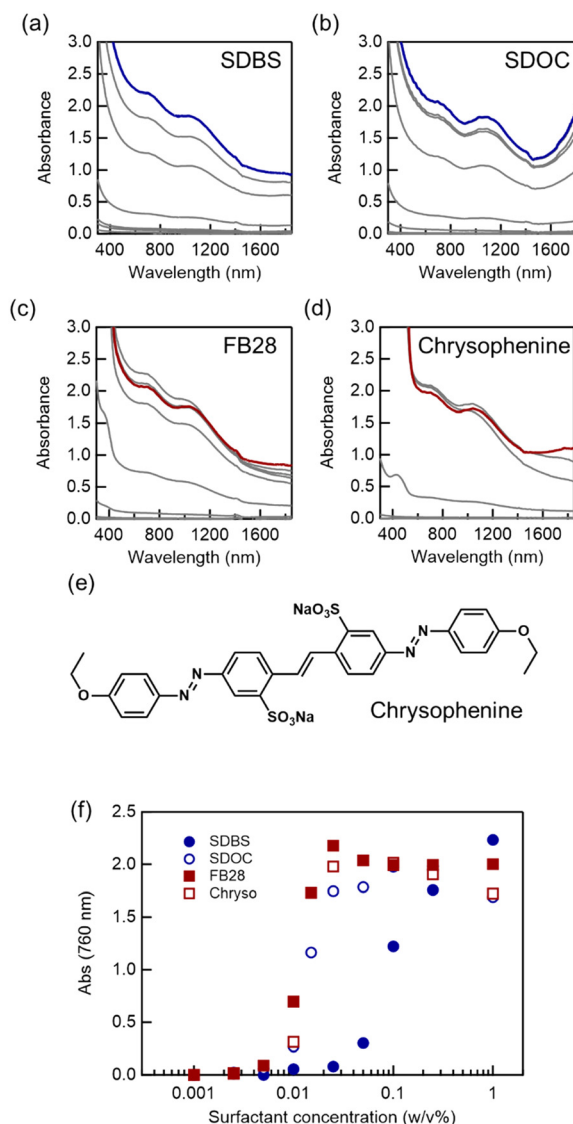 (a)
SDBS
3.0
2.5
2.0
1.5
1.0
0.5
0.0
Absorbance
400 800 1200 1600
Wavelength (nm)
(b)
SDOC
3.0
2.5
2.0
1.5
1.0
0.5
0.0
Absorbance
400 800 1200 1600
Wavelength (nm)
(c)
FB28
3.0
2.5
2.0
1.5
1.0
0.5
0.0
Absorbance
400 800 1200 1600
Wavelength (nm)
(d)
Chrysophenine
3.0
2.5
2.0
1.5
1.0
0.5
0.0
Absorbance
400 800 1200 1600
Wavelength (nm)
(e)
NaO3S
N
N
O
O
N
N
SO3Na
Chrysophenine
(f)
2.5
2.0
1.5
1.0
0.5
0.0
Abs (760 nm)
SDBS
SDOC
FB28
Chryso
0.001 0.01 0.1 1
Surfactant concentration (w/v%)